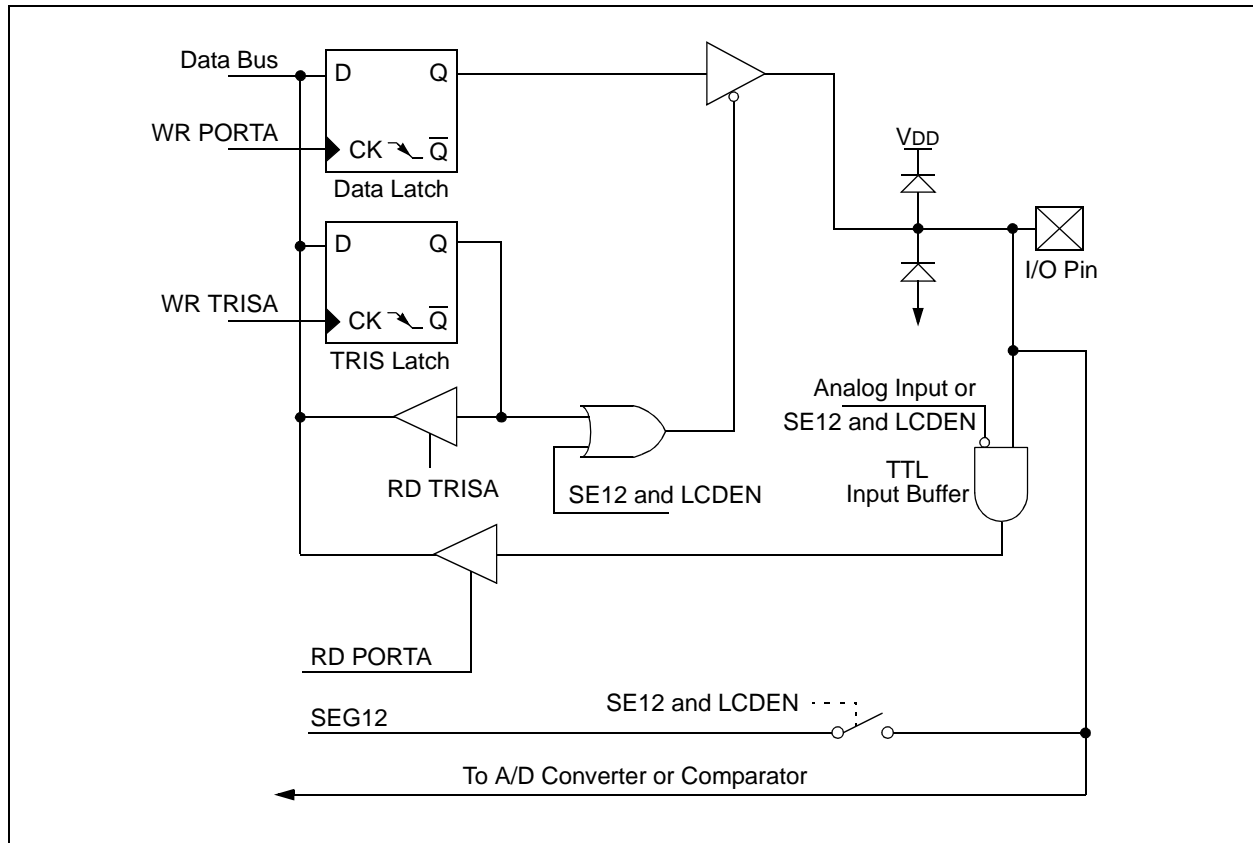 Data Bus
D
Q
WR PORTA
CK
Q̅
Data Latch
VDD
D
Q
I/O Pin
WR TRISA
CK
Q̅
TRIS Latch
Analog Input or
SE12 and LCDEN
TTL
Input Buffer
RD TRISA
SE12 and LCDEN
RD PORTA
SE12 and LCDEN
SEG12
To A/D Converter or Comparator